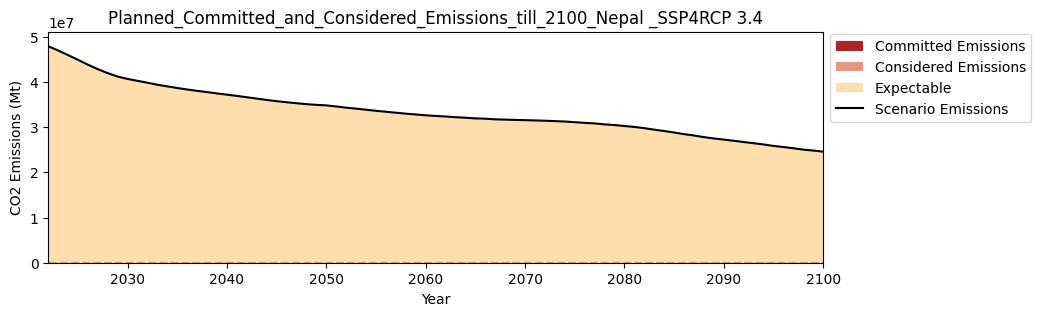 Planned_Committed_and_Considered_Emissions_till_2100_Nepal _SSP4RCP 3.4
1e7
5
4
3
2
1
0
CO2 Emissions (Mt)
2030 2040 2050 2060 2070 2080 2090 2100
Year
Committed Emissions
Considered Emissions
Expectable
Scenario Emissions